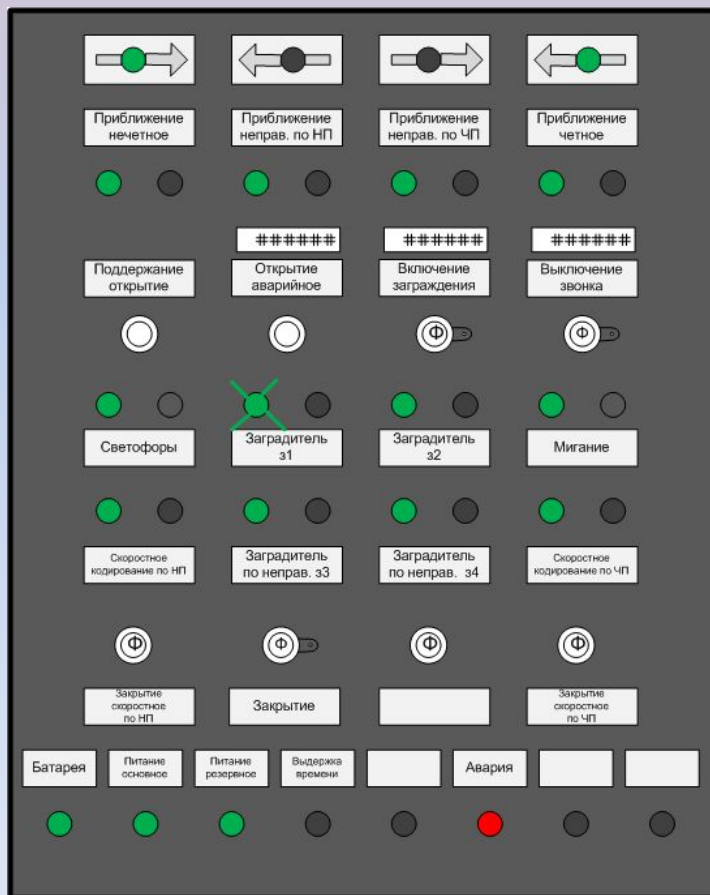 Приближение
нечетное
Приближение
неправ. по НП
Приближение
неправ. по ЧП
Приближение
четное
######
######
######
Поддержание
открытие
Открытие
аварийное
Включение
заграждения
Выключение
звонка
Ф
Ф
Светофоры
Заградитель
з1
Заградитель
з2
Мигание
Скоростное
кодирование по НП
Заградитель
по неправ. з3
Заградитель
по неправ. з4
Скоростное
кодирование по ЧП
Ф
Ф
Ф
Ф
Закрытие
скоростное
по НП
Закрытие
Закрытие
скоростное
по ЧП
Батарея
Питание
основное
Питание
резервное
Выдержка
времени
Авария